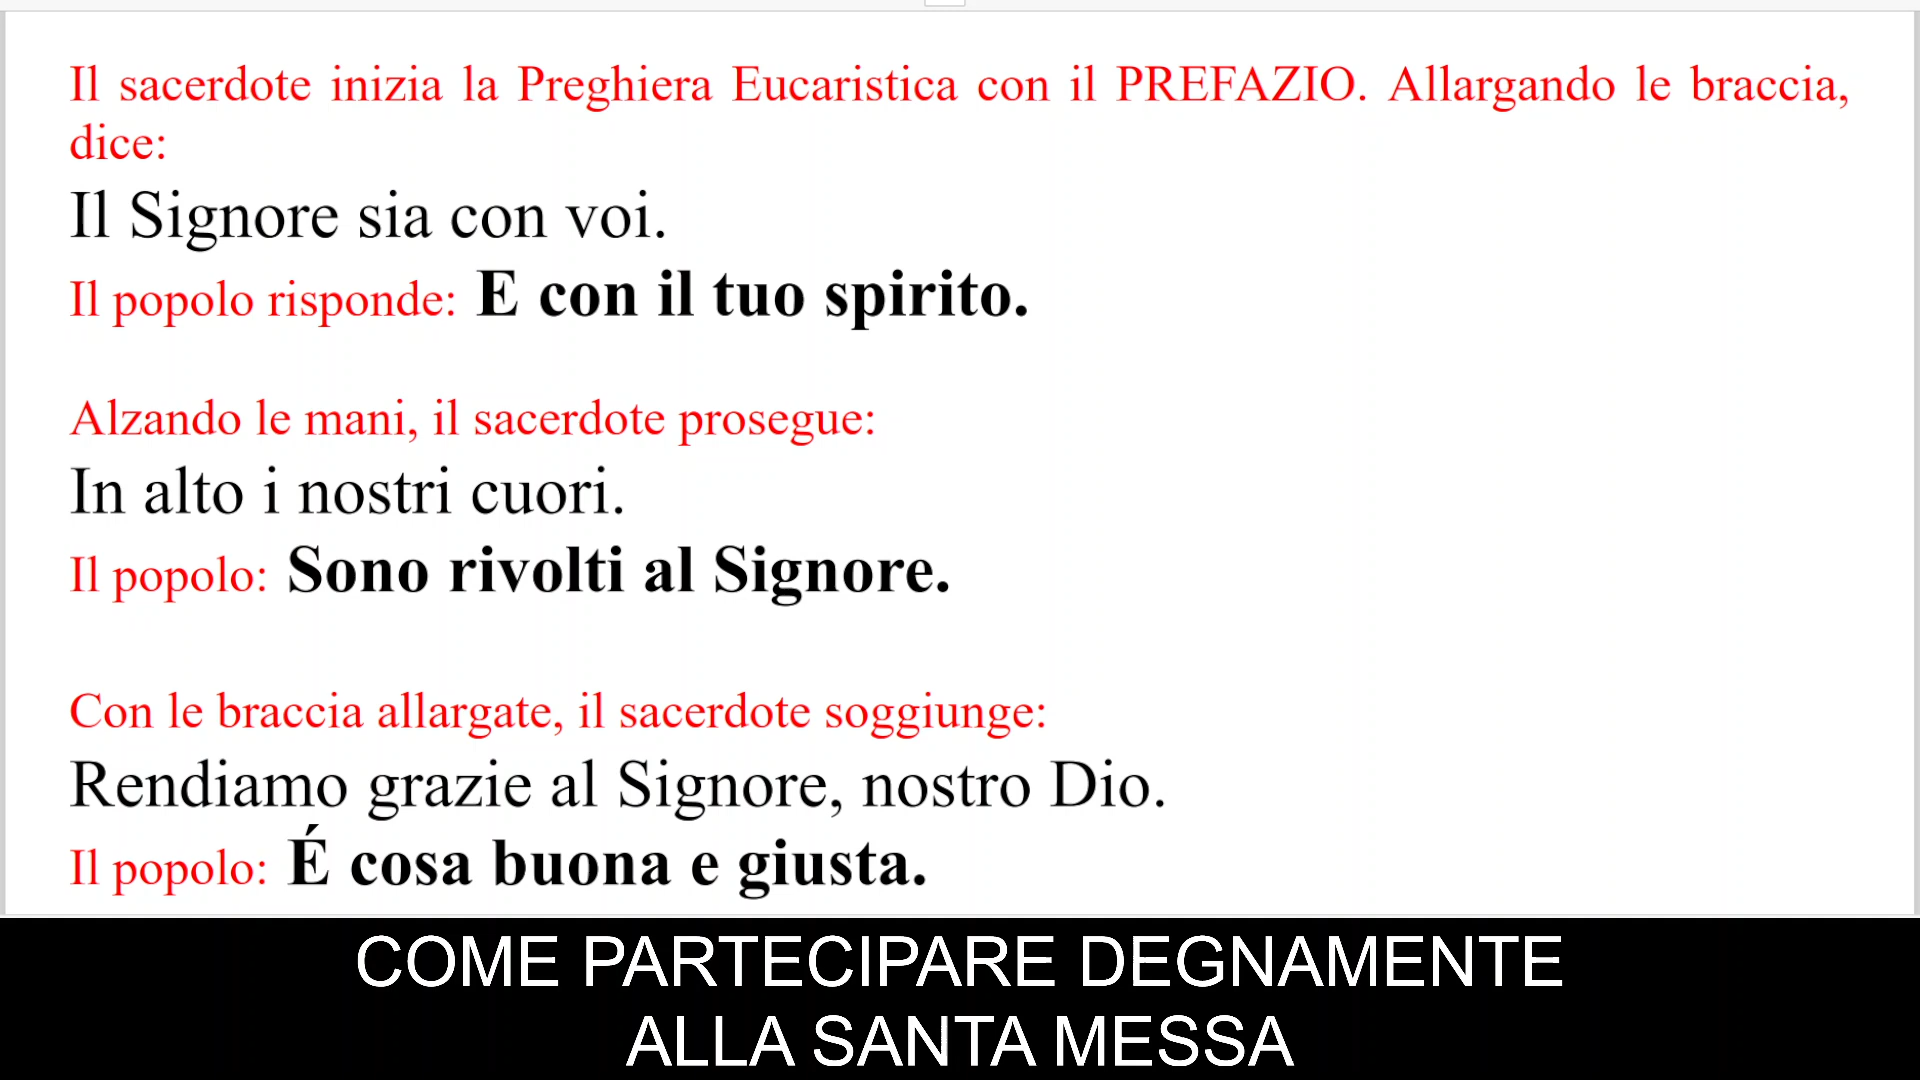 Il sacerdote inizia la Preghiera Eucaristica con il PREFAZIO. Allargando le braccia,
dice:
Il Signore sia con voi.
Il popolo risponde: E con il tuo spirito.
Alzando le mani, il sacerdote prosegue:
In alto i nostri cuori.
Il popolo: Sono rivolti al Signore.
Con le braccia allargate, il sacerdote soggiunge:
Rendiamo grazie al Signore, nostro Dio.
Il popolo: É cosa buona e giusta.
COME PARTECIPARE DEGNAMENTE
ALLA SANTA MESSA